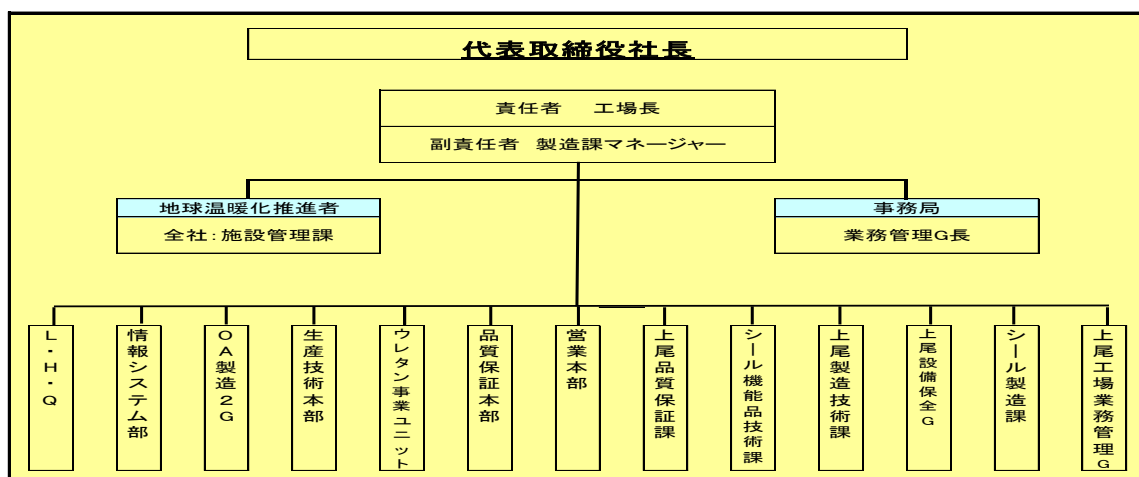 代表取締役社長
責任者 工場長
副責任者 製造課マネージャー
地球温暖化推進者
全社：施設管理課
事務局
業務管理G長
L・H・Q
情報システム部
OA製造2G
生産技術本部
ウレタン事業ユニット
品質保証本部
営業本部
上尾品質保証課
シール機能品技術課
上尾製造技術課
上尾設備保全G
シール製造課
上尾工場業務管理G